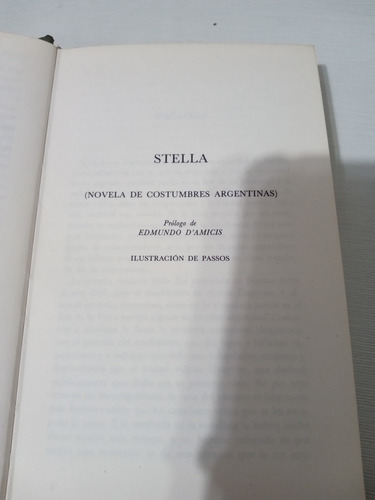 STELLA
(NOVELA DE COSTUMBRES ARGENTINAS)
Prólogo de
EDMUNDO D'AMICIS
ILUSTRACIÓN DE PASSOS